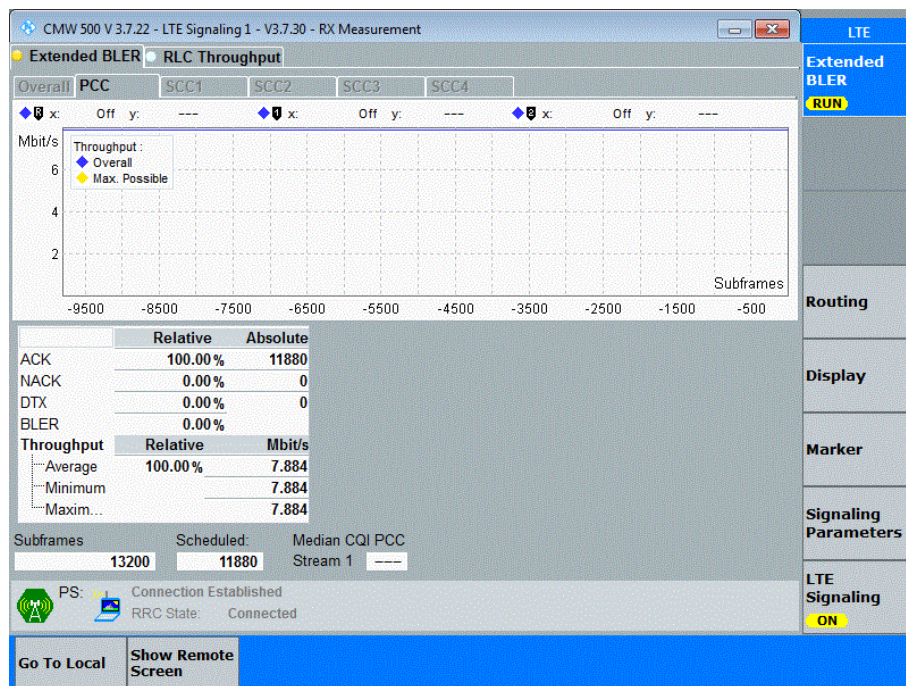 CMW 500 V 3.7.22 - LTE Signaling 1 - V3.7.30 - RX Measurement
LTE
Extended BLER RLC Throughput
Extended BLER
RUN
Overall PCC SCC1 SCC2 SCC3 SCC4
R x: Off y: --- 1 x: Off y: --- 2 x: Off y: ---
Mbit/s
Throughput :
Overall
Max. Possible
6
4
2
Subframes
-9500 -8500 -7500 -6500 -5500 -4500 -3500 -2500 -1500 -500
Routing
Display
Marker
Signaling Parameters
LTE Signaling
ON
Relative Absolute
ACK 100.00 % 11880
NACK 0.00 % 0
DTX 0.00 % 0
BLER 0.00 %
Throughput Relative Mbit/s
Average 100.00 % 7.884
Minimum 7.884
Maxim... 7.884
Subframes Scheduled: Median CQI PCC
13200 11880 Stream 1 ---
PS: Connection Established
RRC State: Connected
Go To Local
Show Remote Screen